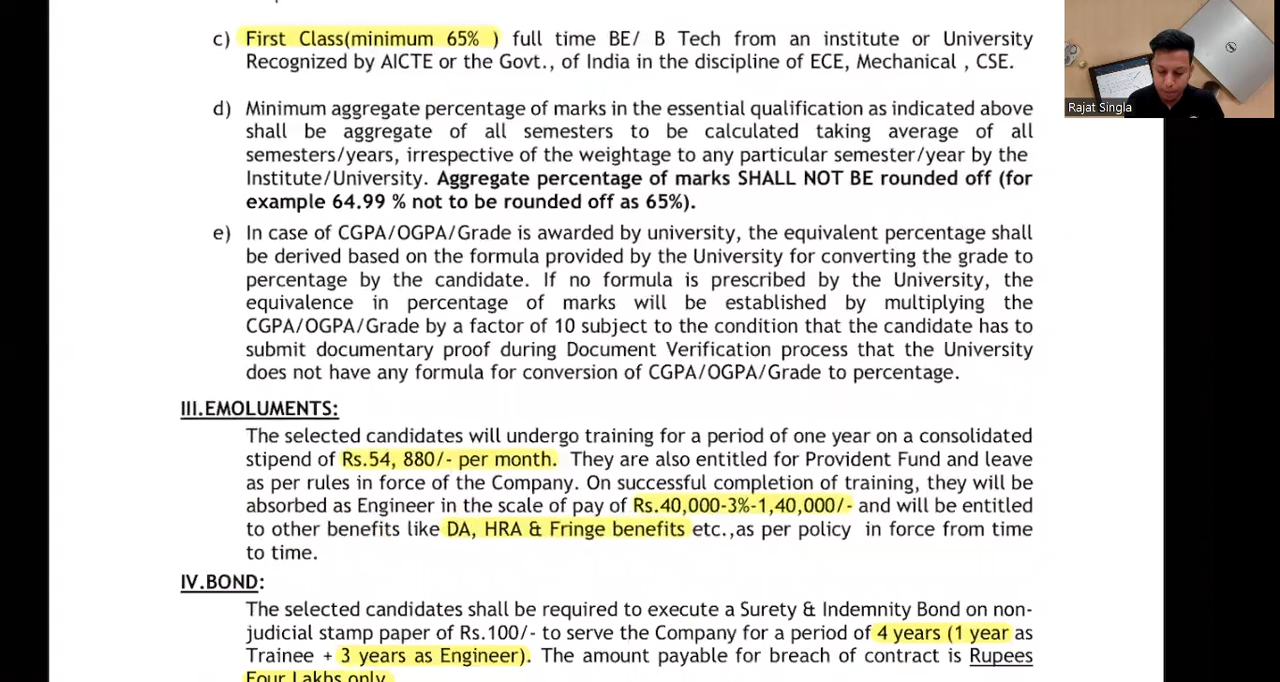 c) First Class(minimum 65% ) full time BE/ B Tech from an institute or University
Recognized by AICTE or the Govt., of India in the discipline of ECE, Mechanical , CSE.
Rajat Singla
d) Minimum aggregate percentage of marks in the essential qualification as indicated above
shall be aggregate of all semesters to be calculated taking average of all
semesters/years, irrespective of the weightage to any particular semester/year by the
Institute/University. Aggregate percentage of marks SHALL NOT BE rounded off (for
example 64.99 % not to be rounded off as 65%).
e) In case of CGPA/OGPA/Grade is awarded by university, the equivalent percentage shall
be derived based on the formula provided by the University for converting the grade to
percentage by the candidate. If no formula is prescribed by the University, the
equivalence in percentage of marks will be established by multiplying the
CGPA/OGPA/Grade by a factor of 10 subject to the condition that the candidate has to
submit documentary proof during Document Verification process that the University
does not have any formula for conversion of CGPA/OGPA/Grade to percentage.
III.EMOLUMENTS:
The selected candidates will undergo training for a period of one year on a consolidated
stipend of Rs.54, 880/- per month. They are also entitled for Provident Fund and leave
as per rules in force of the Company. On successful completion of training, they will be
absorbed as Engineer in the scale of pay of Rs.40,000-3%-1,40,000/- and will be entitled
to other benefits like DA, HRA & Fringe benefits etc.,as per policy in force from time
to time.
IV.BOND:
The selected candidates shall be required to execute a Surety & Indemnity Bond on non-
judicial stamp paper of Rs.100/- to serve the Company for a period of 4 years (1 year as
Trainee + 3 years as Engineer). The amount payable for breach of contract is Rupees
Four Lakhs only.